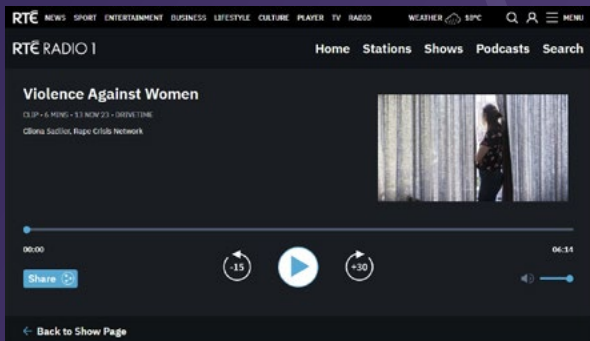 RTÉ NEWS SPORT ENTERTAINMENT BUSINESS LIFESTYLE CULTURE PLAYER TV RADIO WEATHER 10°C MENU
RTÉ RADIO 1 Home Stations Shows Podcasts Search
Violence Against Women
CLIP • 6 MINS • 13 NOV 23 • DRIVETIME
Clíona Sadlier, Rape Crisis Network
00:00 06:14
-15 +30
Share
← Back to Show Page